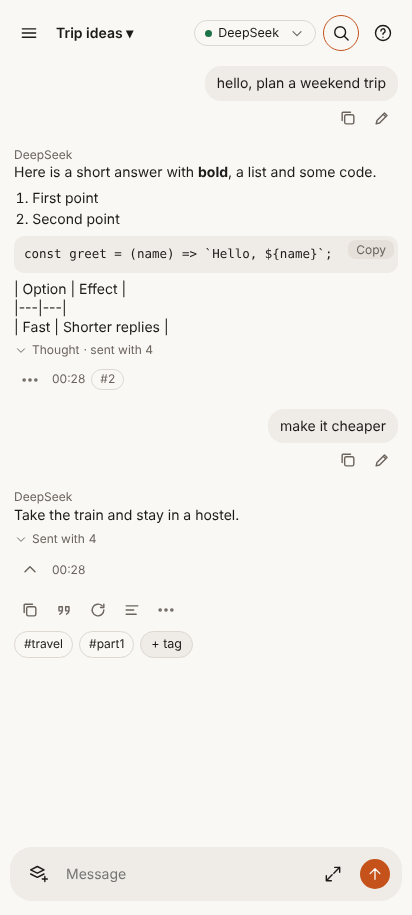 Trip ideas ▾
DeepSeek
hello, plan a weekend trip
DeepSeek
Here is a short answer with bold, a list and some code.
1. First point
2. Second point
const greet = (name) => `Hello, ${name}`;
Copy
| Option | Effect |
|---|---|
| Fast | Shorter replies |
Thought · sent with 4
00:28 #2
make it cheaper
DeepSeek
Take the train and stay in a hostel.
Sent with 4
00:28
#travel #part1 + tag
Message